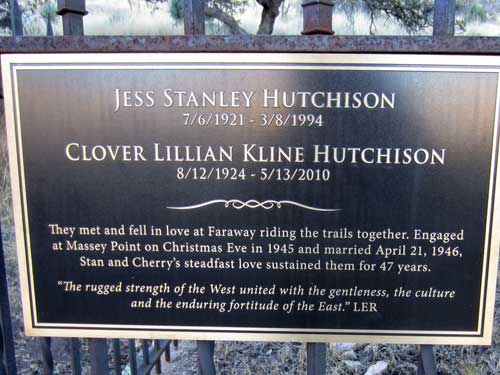 JESS STANLEY HUTCHISON
7/6/1921 - 3/8/1994
CLOVER LILLIAN KLINE HUTCHISON
8/12/1924 - 5/13/2010
They met and fell in love at Faraway riding the trails together. Engaged
at Massey Point on Christmas Eve in 1945 and married April 21, 1946,
Stan and Cherry's steadfast love sustained them for 47 years.
"The rugged strength of the West united with the gentleness, the culture
and the enduring fortitude of the East." LER